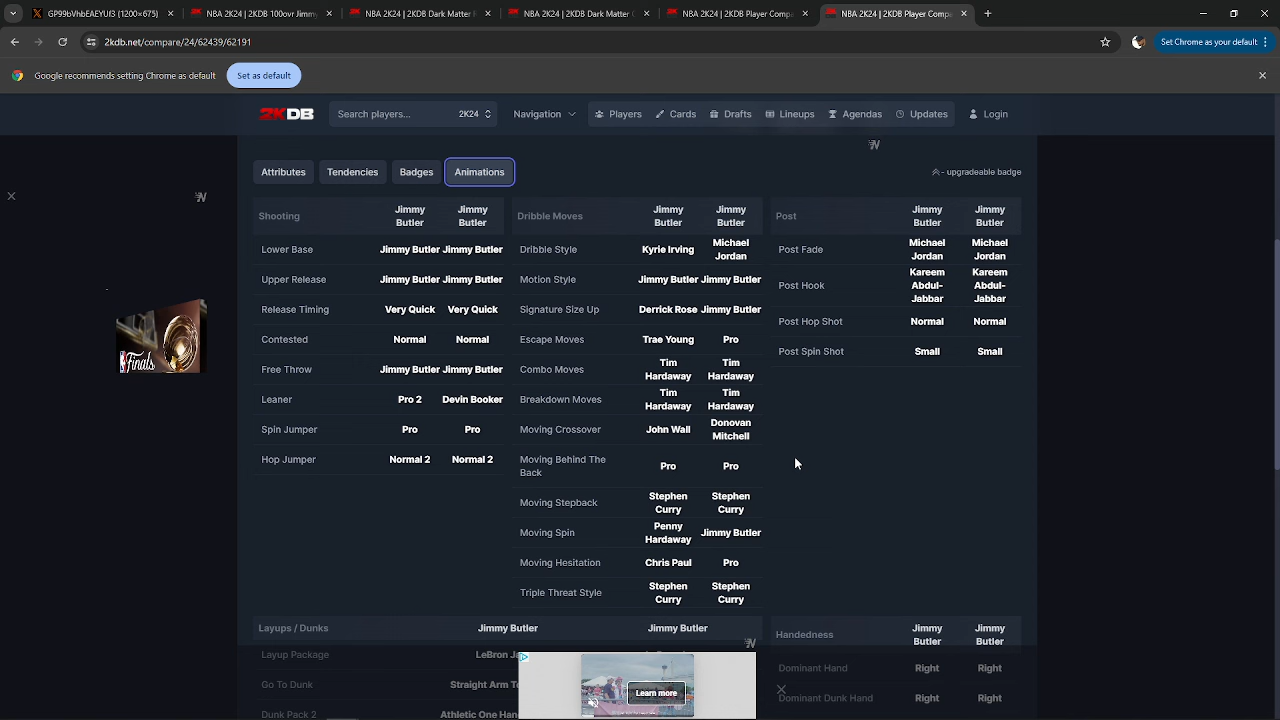 GP99bVhbEAEYUf3 (1200×675)
NBA 2K24 | 2KDB 100ovr Jimmy
NBA 2K24 | 2KDB Dark Matter
NBA 2K24 | 2KDB Dark Matter
NBA 2K24 | 2KDB Player Compa
NBA 2K24 | 2KDB Player Compa
2kdb.net/compare/24/62439/62191
Set Chrome as your default
Google recommends setting Chrome as default
Set as default
2KDB
Search players...
2K24
Navigation
Players
Cards
Drafts
Lineups
Agendas
Updates
Login
Attributes
Tendencies
Badges
Animations
- upgradeable badge
Shooting Jimmy Butler Jimmy Butler
Lower Base Jimmy Butler Jimmy Butler
Upper Release Jimmy Butler Jimmy Butler
Release Timing Very Quick Very Quick
Contested Normal Normal
Free Throw Jimmy Butler Jimmy Butler
Leaner Pro 2 Devin Booker
Spin Jumper Pro Pro
Hop Jumper Normal 2 Normal 2
Dribble Moves Jimmy Butler Jimmy Butler
Dribble Style Kyrie Irving Michael Jordan
Motion Style Jimmy Butler Jimmy Butler
Signature Size Up Derrick Rose Jimmy Butler
Escape Moves Trae Young Pro
Combo Moves Tim Hardaway Tim Hardaway
Breakdown Moves Tim Hardaway Tim Hardaway
Moving Crossover John Wall Donovan Mitchell
Moving Behind The Back Pro Pro
Moving Stepback Stephen Curry Stephen Curry
Moving Spin Penny Hardaway Jimmy Butler
Moving Hesitation Chris Paul Pro
Triple Threat Style Stephen Curry Stephen Curry
Post Jimmy Butler Jimmy Butler
Post Fade Michael Jordan Michael Jordan
Post Hook Kareem Abdul-Jabbar Kareem Abdul-Jabbar
Post Hop Shot Normal Normal
Post Spin Shot Small Small
Layups / Dunks Jimmy Butler Jimmy Butler
Layup Package LeBron Ja
Go To Dunk Straight Arm To
Dunk Pack 2 Athletic One Han
Handedness Jimmy Butler Jimmy Butler
Dominant Hand Right Right
Dominant Dunk Hand Right Right
Finals
Learn more